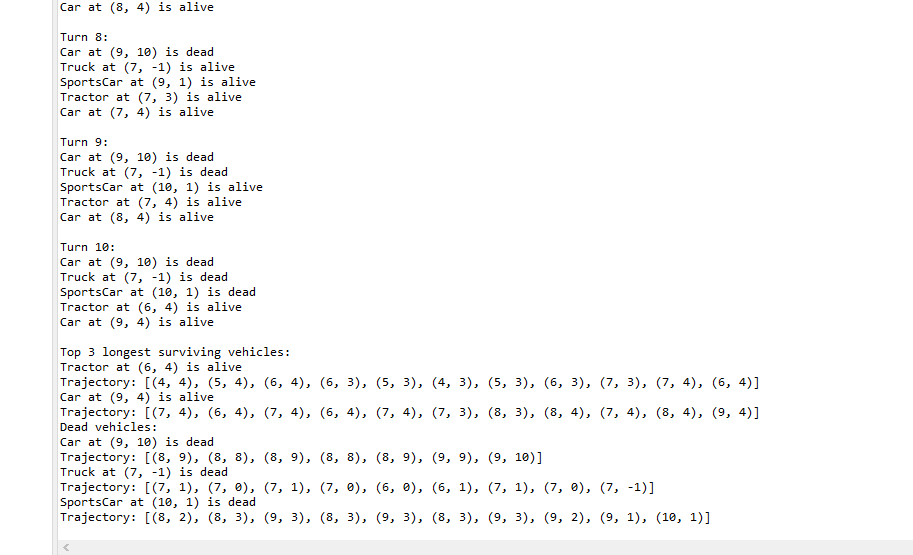 Car at (8, 4) is alive
Turn 8:
Car at (9, 10) is dead
Truck at (7, -1) is alive
SportsCar at (9, 1) is alive
Tractor at (7, 3) is alive
Car at (7, 4) is alive
Turn 9:
Car at (9, 10) is dead
Truck at (7, -1) is dead
SportsCar at (10, 1) is alive
Tractor at (7, 4) is alive
Car at (8, 4) is alive
Turn 10:
Car at (9, 10) is dead
Truck at (7, -1) is dead
SportsCar at (10, 1) is dead
Tractor at (6, 4) is alive
Car at (9, 4) is alive
Top 3 longest surviving vehicles:
Tractor at (6, 4) is alive
Trajectory: [(4, 4), (5, 4), (6, 4), (6, 3), (5, 3), (4, 3), (5, 3), (6, 3), (7, 3), (7, 4), (6, 4)]
Car at (9, 4) is alive
Trajectory: [(7, 4), (6, 4), (7, 4), (6, 4), (7, 4), (7, 3), (8, 3), (8, 4), (7, 4), (8, 4), (9, 4)]
Dead vehicles:
Car at (9, 10) is dead
Trajectory: [(8, 9), (8, 8), (8, 9), (8, 8), (8, 9), (9, 9), (9, 10)]
Truck at (7, -1) is dead
Trajectory: [(7, 1), (7, 0), (7, 1), (7, 0), (6, 0), (6, 1), (7, 1), (7, 0), (7, -1)]
SportsCar at (10, 1) is dead
Trajectory: [(8, 2), (8, 3), (9, 3), (8, 3), (9, 3), (8, 3), (9, 3), (9, 2), (9, 1), (10, 1)]